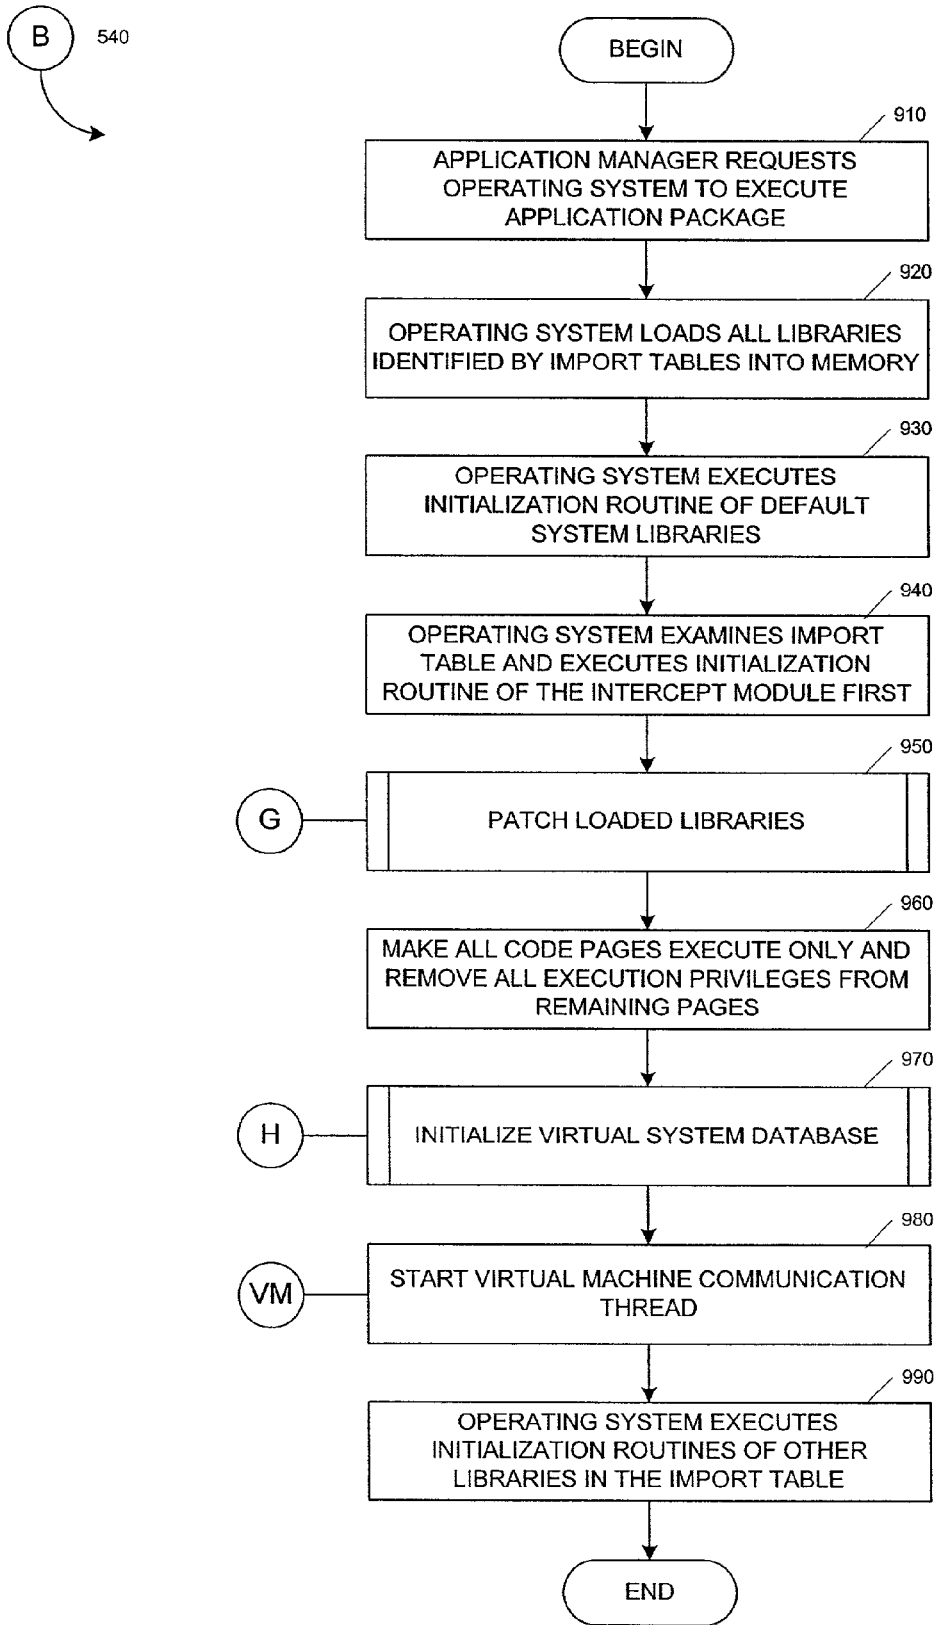 B 540
BEGIN
910
APPLICATION MANAGER REQUESTS
OPERATING SYSTEM TO EXECUTE
APPLICATION PACKAGE
920
OPERATING SYSTEM LOADS ALL LIBRARIES
IDENTIFIED BY IMPORT TABLES INTO MEMORY
930
OPERATING SYSTEM EXECUTES
INITIALIZATION ROUTINE OF DEFAULT
SYSTEM LIBRARIES
940
OPERATING SYSTEM EXAMINES IMPORT
TABLE AND EXECUTES INITIALIZATION
ROUTINE OF THE INTERCEPT MODULE FIRST
950
G
PATCH LOADED LIBRARIES
960
MAKE ALL CODE PAGES EXECUTE ONLY AND
REMOVE ALL EXECUTION PRIVILEGES FROM
REMAINING PAGES
970
H
INITIALIZE VIRTUAL SYSTEM DATABASE
980
VM
START VIRTUAL MACHINE COMMUNICATION
THREAD
990
OPERATING SYSTEM EXECUTES
INITIALIZATION ROUTINES OF OTHER
LIBRARIES IN THE IMPORT TABLE
END